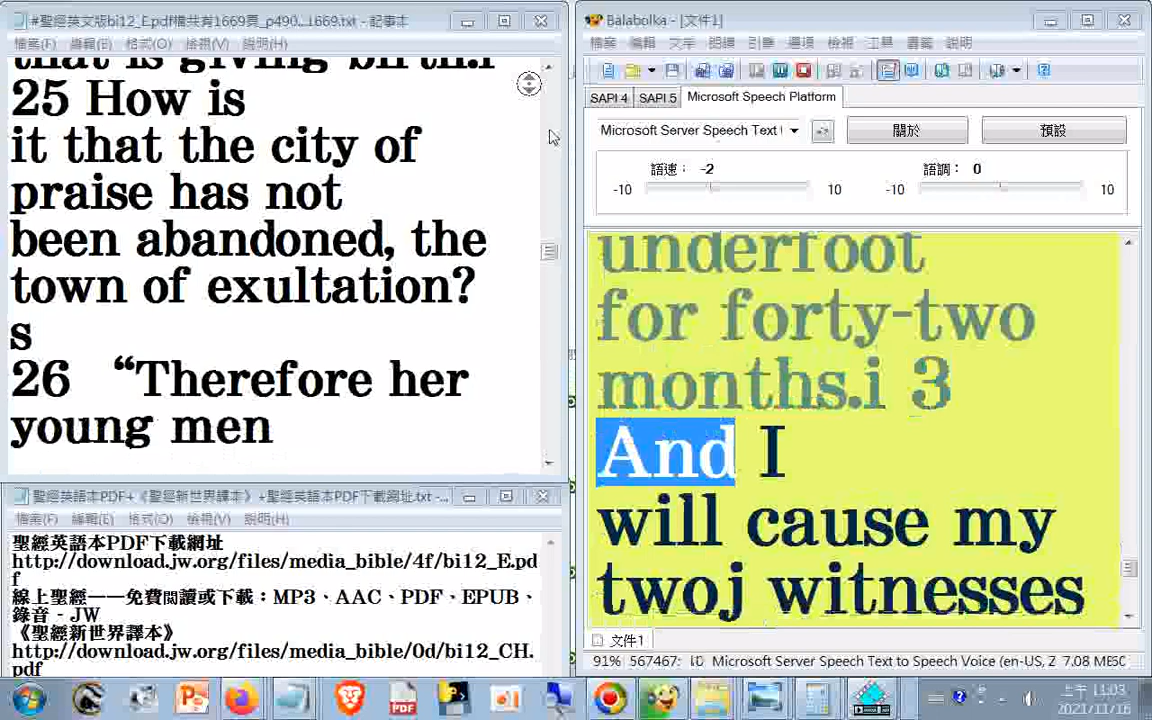 #聖經英文版bi12_E.pdf檔共有1669頁_p490...1669.txt - 記事本
檔案(F) 編輯(E) 格式(O) 檢視(V) 說明(H)
that is giving birth.r
25 How is
it that the city of
praise has not
been abandoned, the
town of exultation?
s
26 “Therefore her
young men
聖經英語本PDF+《聖經新世界譯本》+聖經英語本PDF下載網址.txt -...
檔案(F) 編輯(E) 格式(O) 檢視(V) 說明(H)
聖經英語本PDF下載網址
http://download.jw.org/files/media_bible/4f/bi12_E.pd
f
線上聖經——免費閱讀或下載：MP3、AAC、PDF、EPUB、
錄音 - JW
《聖經新世界譯本》
http://download.jw.org/files/media_bible/0d/bi12_CH.
pdf
Balabolka - [文件1]
檔案 編輯 文字 朗讀 引擎 選項 檢視 工具 書籤 說明
SAPI 4 SAPI 5 Microsoft Speech Platform
Microsoft Server Speech Text
關於 預設
語速： -2 語調： 0
-10 10 -10 10
underfoot
for forty-two
months.i 3
And I
will cause my
twoj witnesses
文件1
91% 567467: Microsoft Server Speech Text to Speech Voice (en-US, Z 7.08 ME
上午 11:03
2021/11/16